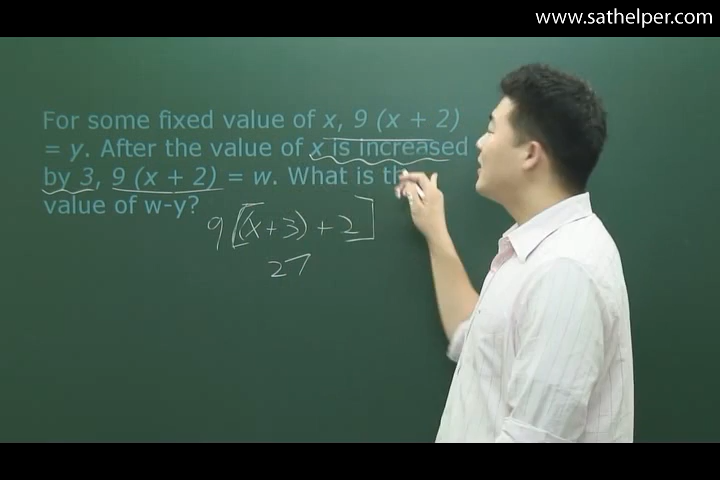 www.sathelper.com
For some fixed value of x, 9 (x + 2)
= y. After the value of x is increased
by 3, 9 (x + 2) = w. What is
value of w-y?
9[(x+3)+2]
27